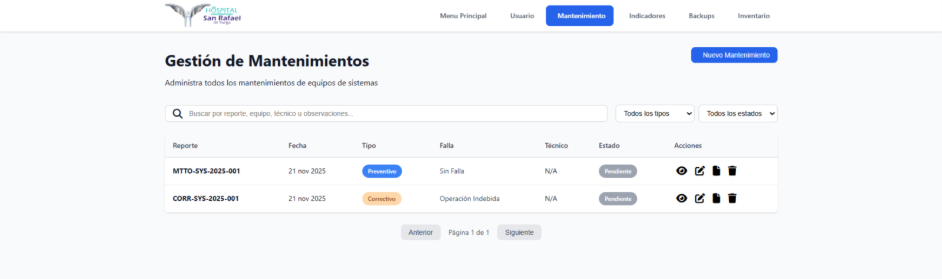 HOSPITAL
San Rafael
de Tunja
Menu Principal Usuario Mantenimiento Indicadores Backups Inventario
Gestión de Mantenimientos
Nuevo Mantenimiento
Administra todos los mantenimientos de equipos de sistemas
Buscar por reporte, equipo, técnico u observaciones... Todos los tipos Todos los estados
Reporte Fecha Tipo Falla Técnico Estado Acciones
MTTO-SYS-2025-001 21 nov 2025 Preventivo Sin Falla N/A Pendiente
CORR-SYS-2025-001 21 nov 2025 Correctivo Operación Indebida N/A Pendiente
Anterior Página 1 de 1 Siguiente